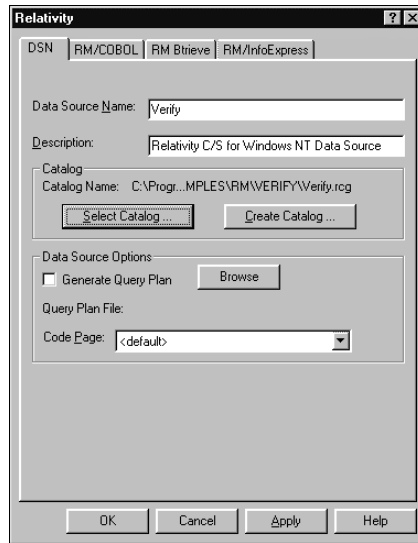 Relativity
DSN RM/COBOL RM Btrieve RM/InfoExpress
Data Source Name: Verify
Description: Relativity C/S for Windows NT Data Source
Catalog
Catalog Name: C:\Progr...MPLES\RM\VERIFY\Verify.rcg
Select Catalog ... Create Catalog ...
Data Source Options
Generate Query Plan Browse
Query Plan File:
Code Page: <default>
OK Cancel Apply Help